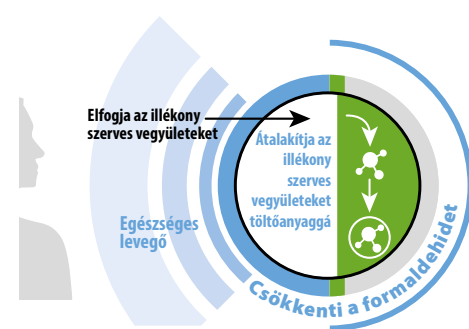 Elfogja az illékony
szerves vegyületeket
Átalakítja az
illékony
szerves
vegyületeket
töltőanyaggá
Egészséges
levegő
Csökkenti a formaldehidet